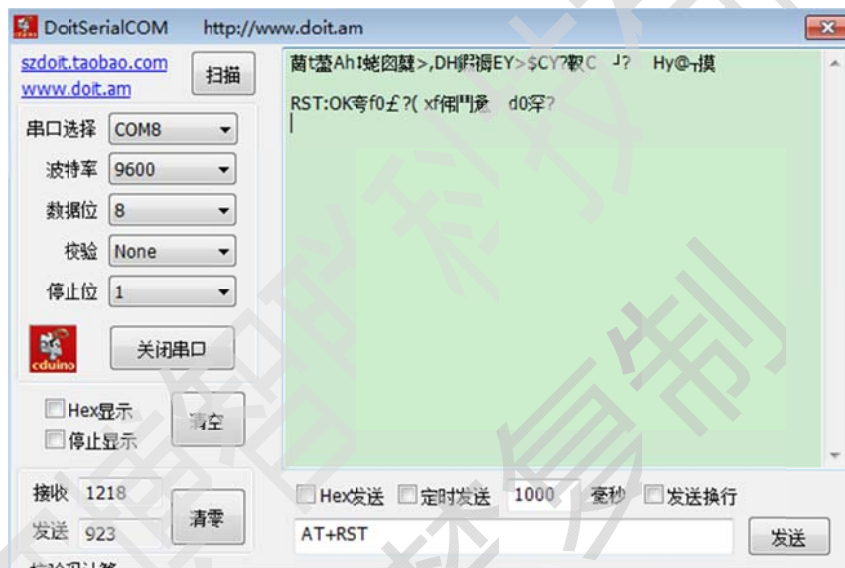 DoitSerialCOM http://www.doit.am
szdoit.taobao.com
www.doit.am
扫描
串口选择 COM8
波特率 9600
数据位 8
校验 None
停止位 1
cduino
关闭串口
Hex显示
停止显示
清空
接收 1218
发送 923
清零
RST:OK
Hex发送 定时发送 1000 毫秒 发送换行
AT+RST
发送